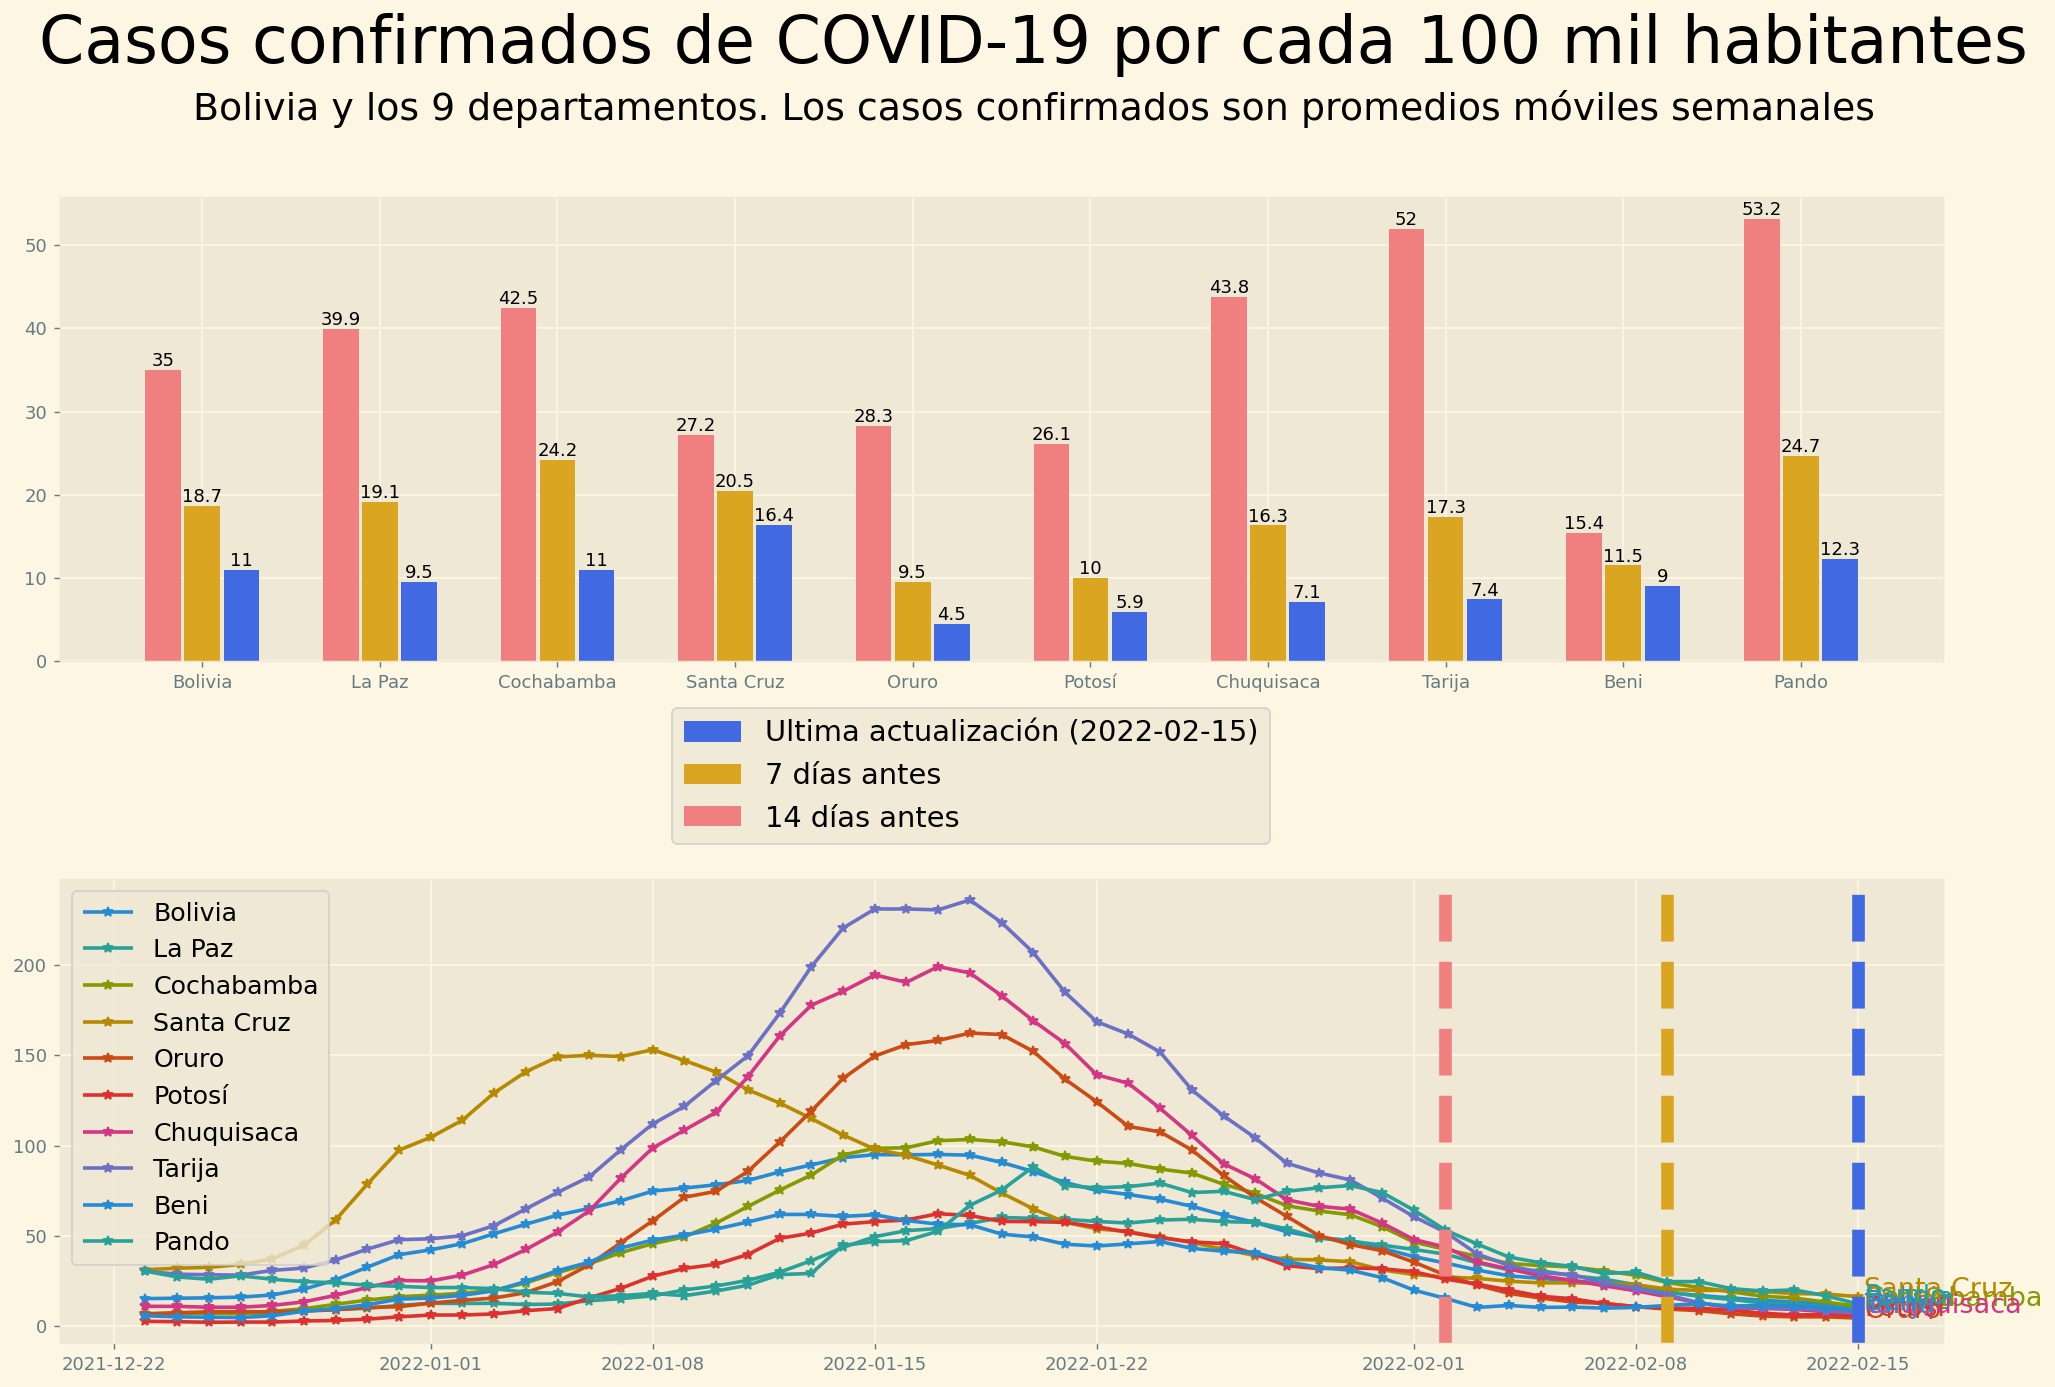 Casos confirmados de COVID-19 por cada 100 mil habitantes
Bolivia y los 9 departamentos. Los casos confirmados son promedios móviles semanales
50
40
30
20
10
0
35 18.7 11
39.9 19.1 9.5
42.5 24.2 11
27.2 20.5 16.4
28.3 9.5 4.5
26.1 10 5.9
43.8 16.3 7.1
52 17.3 7.4
15.4 11.5 9
53.2 24.7 12.3
Bolivia La Paz Cochabamba Santa Cruz Oruro Potosí Chuquisaca Tarija Beni Pando
Ultima actualización (2022-02-15)
7 días antes
14 días antes
200
150
100
50
0
Bolivia
La Paz
Cochabamba
Santa Cruz
Oruro
Potosí
Chuquisaca
Tarija
Beni
Pando
Santa Cruz
Chuquisaca
Oruro
2021-12-22 2022-01-01 2022-01-08 2022-01-15 2022-01-22 2022-02-01 2022-02-08 2022-02-15